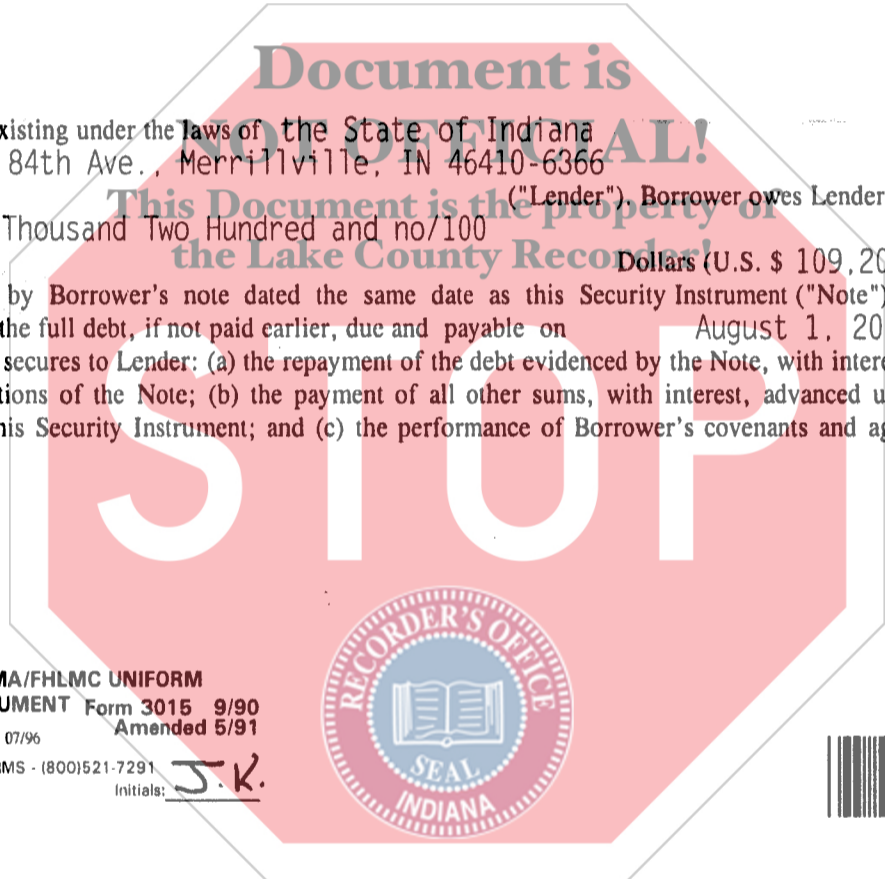 Document is
xisting under the laws of the State of Indiana
NOT OFFICIAL!
84th Ave., Merrillville, IN 46410-6366
This Document is the property of
("Lender"). Borrower owes Lender
Thousand Two Hundred and no/100
the Lake County Recorder!
Dollars (U.S. $ 109,20
by Borrower's note dated the same date as this Security Instrument ("Note")
the full debt, if not paid earlier, due and payable on August 1, 20
secures to Lender: (a) the repayment of the debt evidenced by the Note, with intere
tions of the Note; (b) the payment of all other sums, with interest, advanced u
his Security Instrument; and (c) the performance of Borrower's covenants and ag
STOP
MA/FHLMC UNIFORM
UMENT Form 3015 9/90
Amended 5/91
07/96
MS - (800)521-7291
Initials: J.K.
RECORDER'S OFFICE
SEAL
INDIANA